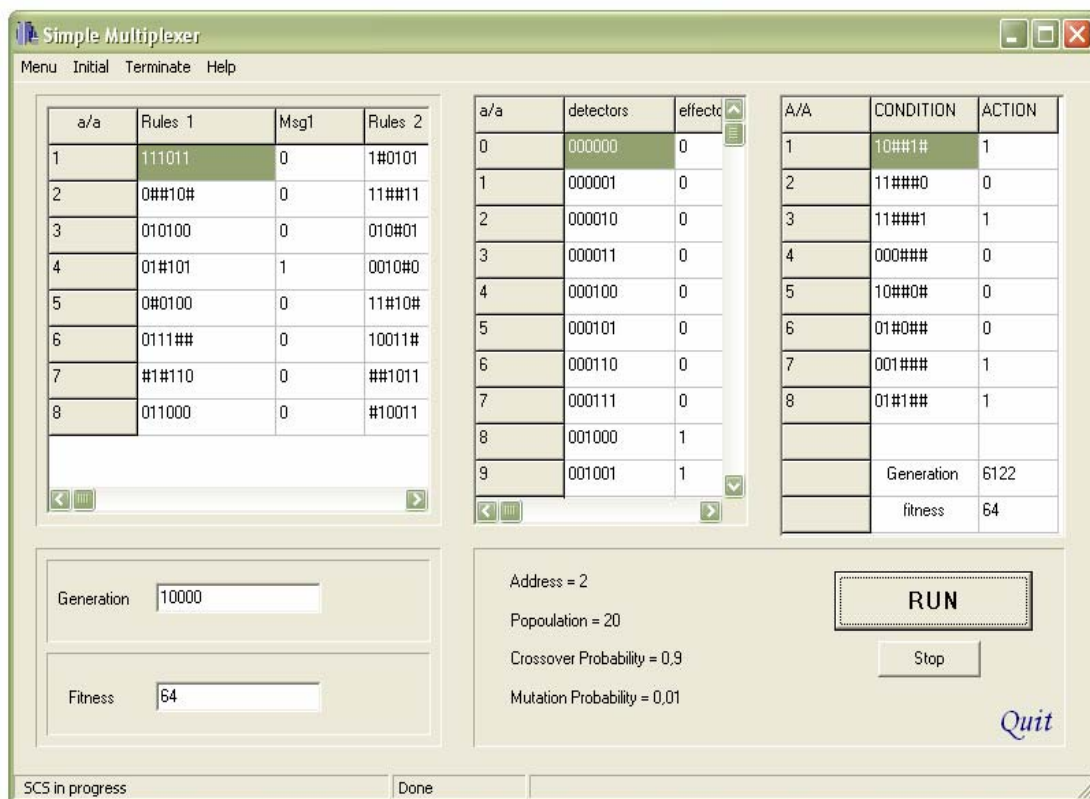 Simple Multiplexer
Menu Initial Terminate Help
a/a Rules 1 Msg1 Rules 2
1 111011 0 1#0101
2 0##10# 0 11##11
3 010100 0 010#01
4 01#101 1 0010#0
5 0#0100 0 11#10#
6 0111## 0 10011#
7 #1#110 0 ##1011
8 011000 0 #10011
a/a detectors effectc
0 000000 0
1 000001 0
2 000010 0
3 000011 0
4 000100 0
5 000101 0
6 000110 0
7 000111 0
8 001000 1
9 001001 1
A/A CONDITION ACTION
1 10##1# 1
2 11###0 0
3 11###1 1
4 000### 0
5 10##0# 0
6 01#0## 0
7 001### 1
8 01#1## 1
Generation 6122
fitness 64
Generation 10000
Fitness 64
Address = 2
Popoulation = 20
Crossover Probability = 0,9
Mutation Probability = 0,01
RUN
Stop
Quit
SCS in progress Done